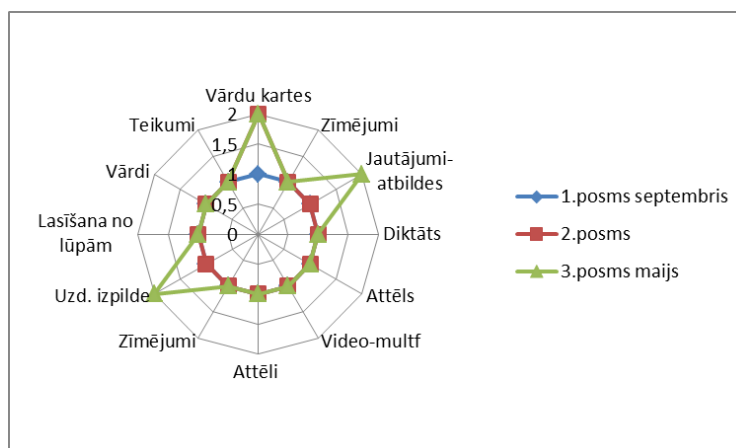 Vārdu kartes
Zīmējumi
Jautājumi-
atbildes
Diktāts
Attēls
Video-multf
Attēli
Zīmējumi
Uzd. izpilde
Lasīšana no
lūpām
Vārdi
Teikumi
2
1,5
1
0,5
0
1.posms septembris
2.posms
3.posms maijs